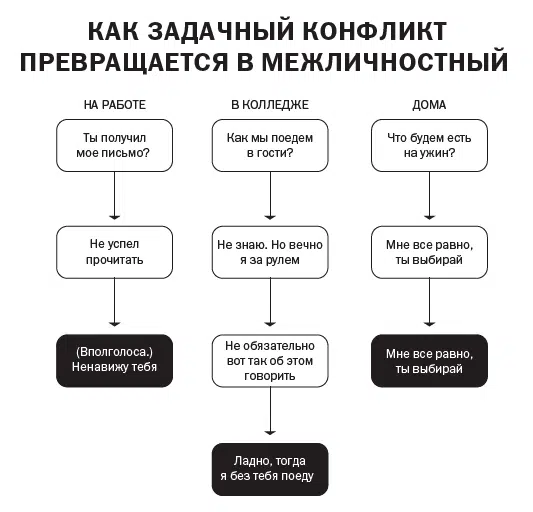 КАК ЗАДАЧНЫЙ КОНФЛИКТ
ПРЕВРАЩАЕТСЯ В МЕЖЛИЧНОСТНЫЙ
НА РАБОТЕ
Ты получил
мое письмо?
Не успел
прочитать
(Вполголоса.)
Ненавижу тебя
В КОЛЛЕДЖЕ
Как мы поедем
в гости?
Не знаю. Но вечно
я за рулем
Не обязательно
вот так об этом
говорить
Ладно, тогда
я без тебя поеду
ДОМА
Что будем есть
на ужин?
Мне все равно,
ты выбирай
Мне все равно,
ты выбирай